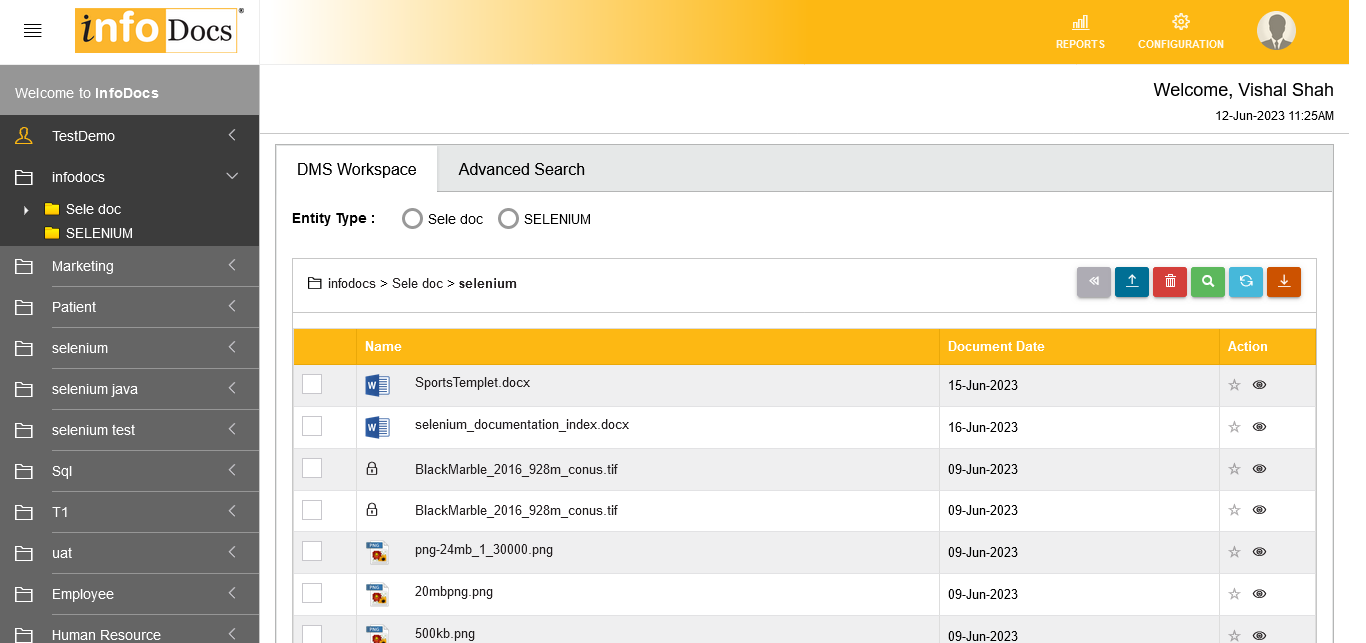 info Docs ®
REPORTS
CONFIGURATION
Welcome to InfoDocs
Welcome, Vishal Shah
12-Jun-2023 11:25AM
TestDemo
infodocs
Sele doc
SELENIUM
Marketing
Patient
selenium
selenium java
selenium test
Sql
T1
uat
Employee
Human Resource
DMS Workspace
Advanced Search
Entity Type : Sele doc SELENIUM
infodocs > Sele doc > selenium
Name Document Date Action
SportsTemplet.docx 15-Jun-2023
selenium_documentation_index.docx 16-Jun-2023
BlackMarble_2016_928m_conus.tif 09-Jun-2023
BlackMarble_2016_928m_conus.tif 09-Jun-2023
png-24mb_1_30000.png 09-Jun-2023
20mbpng.png 09-Jun-2023
500kb.png 09-Jun-2023